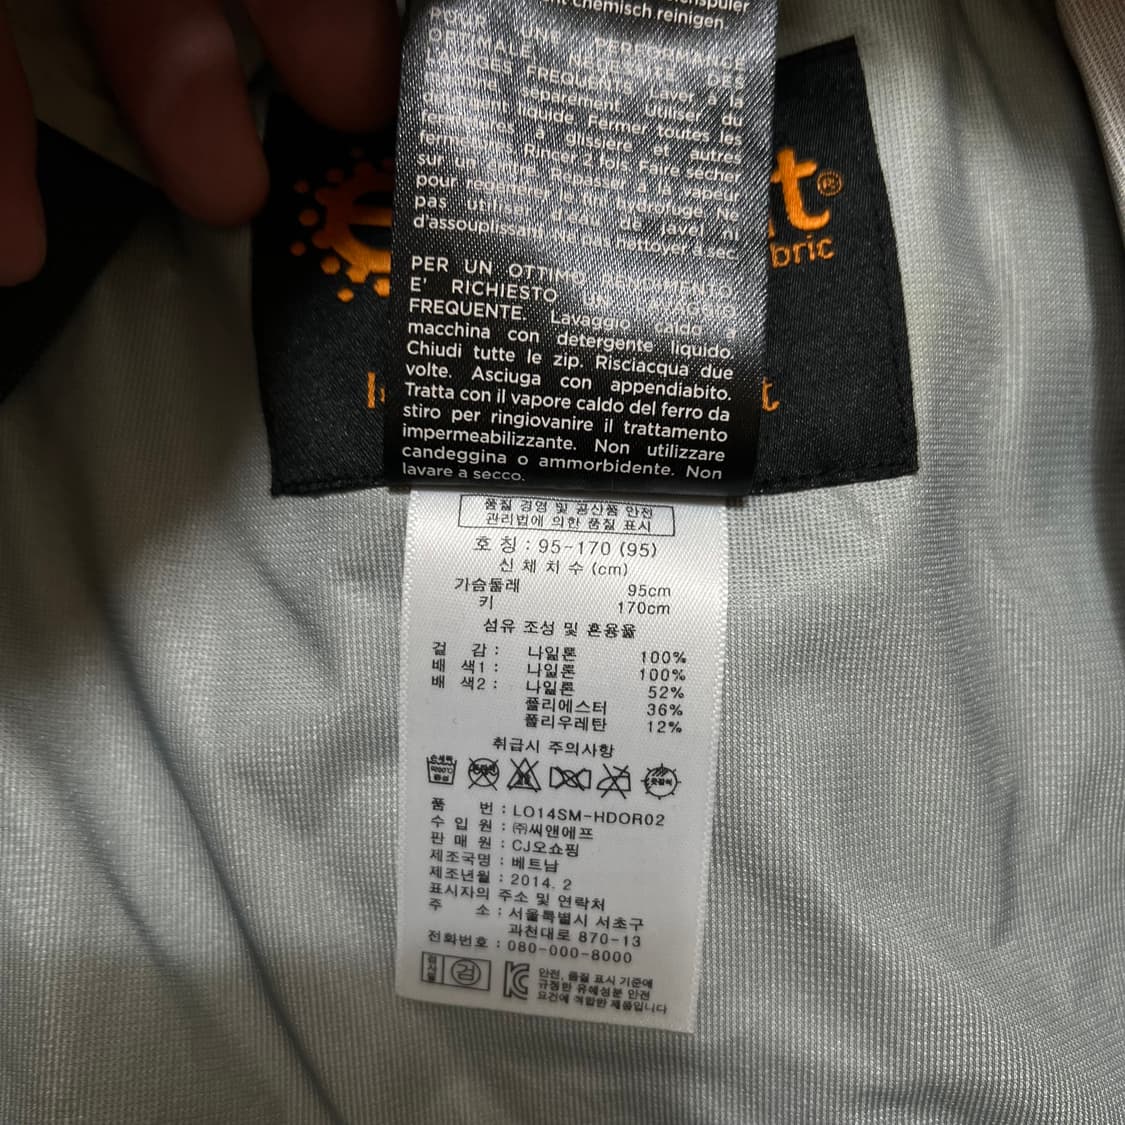 nt chemisch reinigen
POUR UNE PERFORMANCE
OPTIMALE NÉCESSITE DES
LAVAGES FREQUENTS Laver à la
séparement Utiliser du
détergent liquide. Fermer toutes les
fermetures à glissiere et autres
Rincer 2 fois Faire sécher
sur un Repasser à la vapeur
pour regénérer Ne
pas utiliser d'eau de javel ni
d'assouplissant Ne pas nettoyer à sec.
PER UN OTTIMO RENDIMENTO
E' RICHIESTO UN LAVAGGIO
FREQUENTE. Lavaggio caldo a
macchina con detergente liquido.
Chiudi tutte le zip. Risciacqua due
volte. Asciuga con appendiabito.
Tratta con il vapore caldo del ferro da
stiro per ringiovanire il trattamento
impermeabilizzante. Non utilizzare
candeggina o ammorbidente. Non
lavare a secco.
e t®
bric
t
품질 경영 및 공산품 안전
관리법에 의한 품질 표시
호 칭 : 95-170 (95)
신 체 치 수 (cm)
가슴둘레 95cm
키 170cm
섬유 조성 및 혼용율
겉 감 : 나일론 100%
배 색1 : 나일론 100%
배 색2 : 나일론 52%
폴리에스터 36%
폴리우레탄 12%
취급시 주의사항
품 번 : LO14SM-HDOR02
수 입 원 : ㈜씨앤에프
판 매 원 : CJ오쇼핑
제조국명 : 베트남
제조년월 : 2014. 2
표시자의 주소 및 연락처
주 소 : 서울특별시 서초구
과천대로 870-13
전화번호 : 080-000-8000
검 안전, 품질 표시 기준에
규정한 유해성분 안전
요건에 적합한 제품입니다